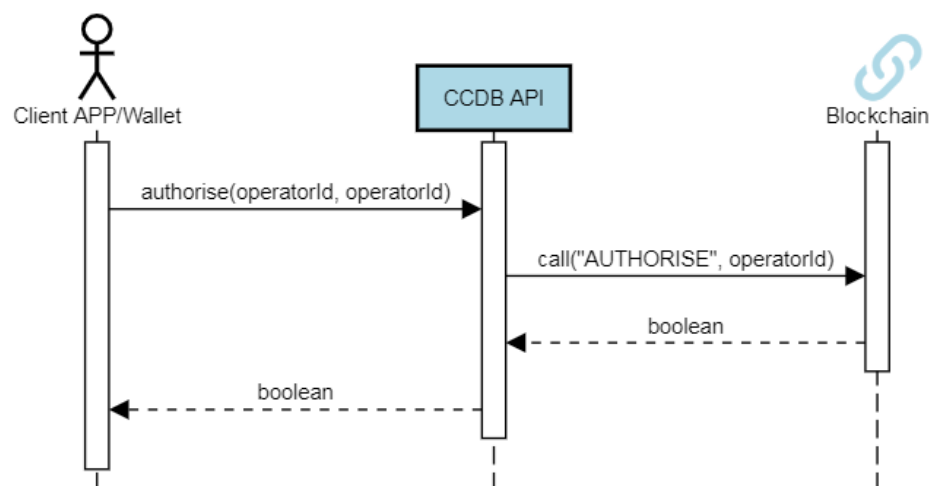 Client APP/Wallet
CCDB API
Blockchain
authorise(operatorId, operatorId)
call("AUTHORISE", operatorId)
boolean
boolean